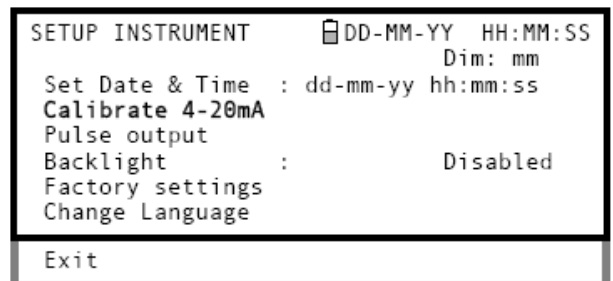 SETUP INSTRUMENT DD-MM-YY HH:MM:SS
Dim: mm
Set Date & Time : dd-mm-yy hh:mm:ss
Calibrate 4-20mA
Pulse output
Backlight : Disabled
Factory settings
Change Language
Exit